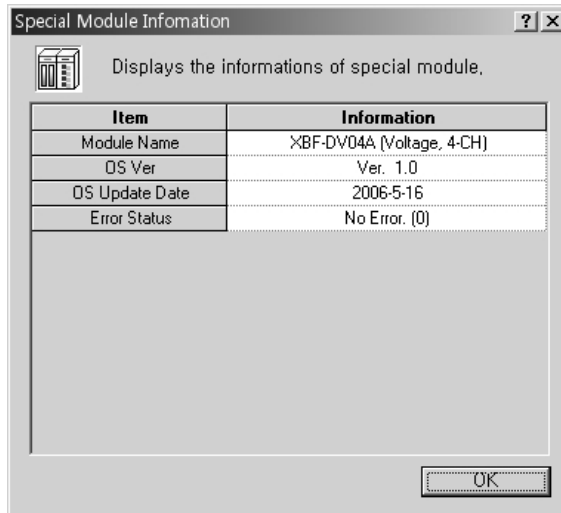 Special Module Infomation
Displays the informations of special module,
Item Information
Module Name XBF-DV04A (Voltage, 4-CH)
OS Ver Ver. 1.0
OS Update Date 2006-5-16
Error Status No Error. (0)
OK